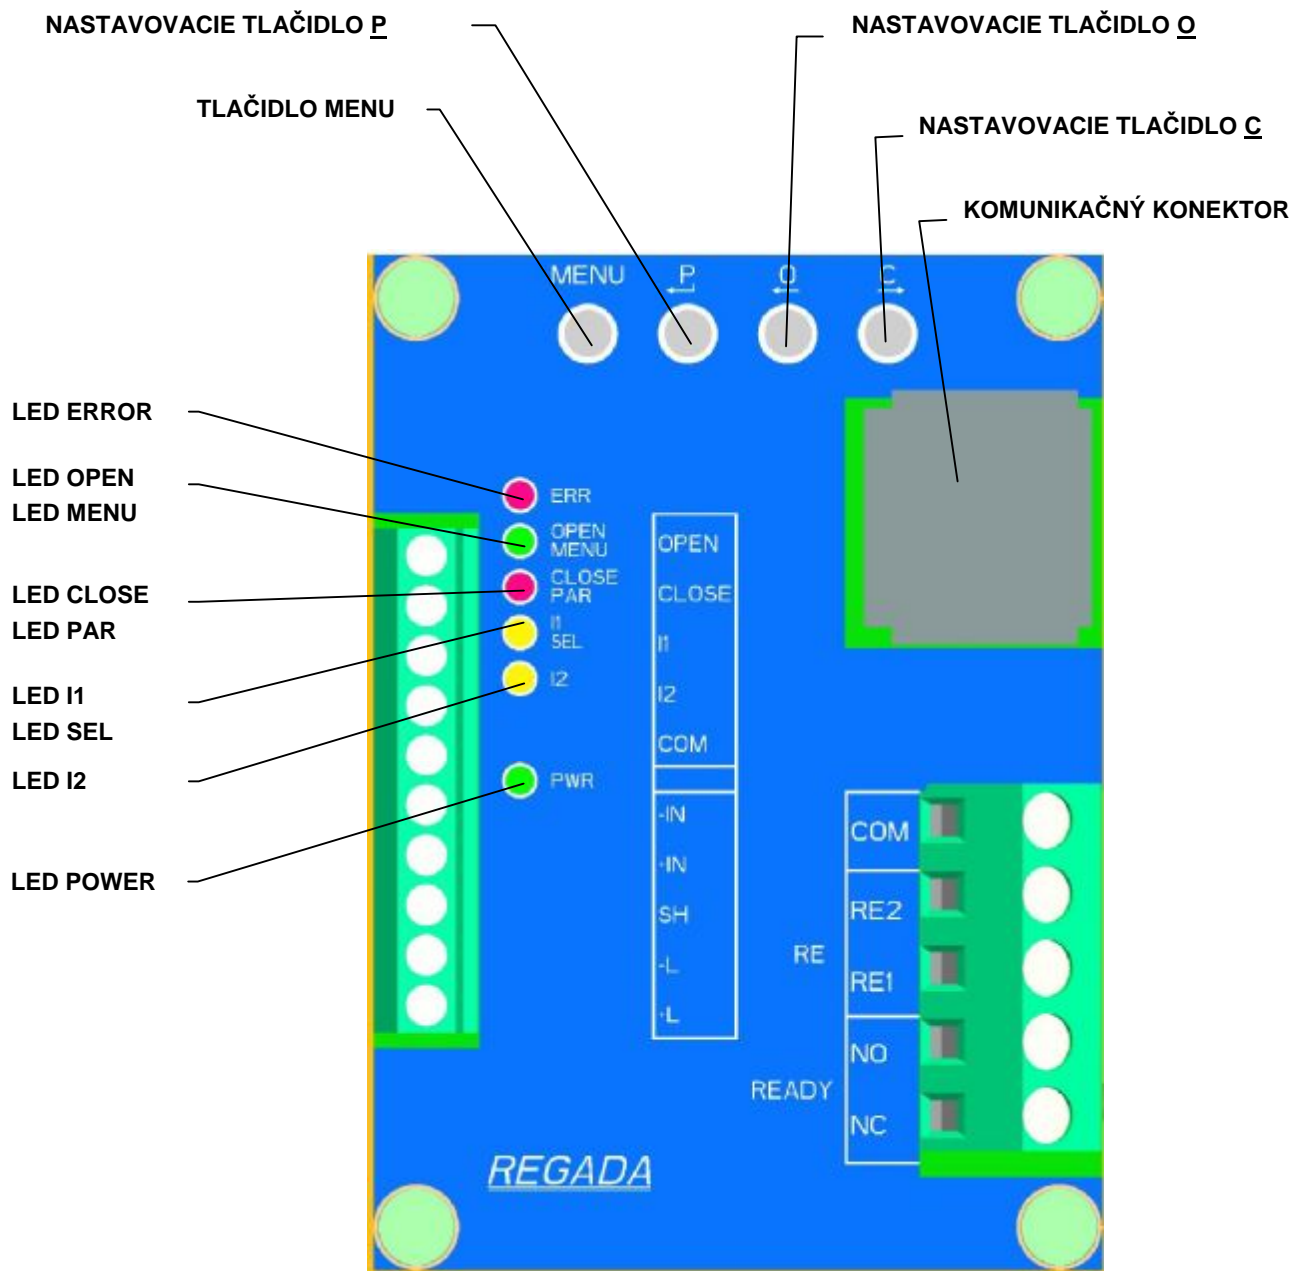 NASTAVOVACIE TLAČIDLO P
NASTAVOVACIE TLAČIDLO O
TLAČIDLO MENU
NASTAVOVACIE TLAČIDLO C
KOMUNIKAČNÝ KONEKTOR
MENU
P
O
C
LED ERROR
LED OPEN
LED MENU
LED CLOSE
LED PAR
LED I1
LED SEL
LED I2
LED POWER
ERR
OPEN
MENU
CLOSE
PAR
I1
SEL
I2
PWR
OPEN
CLOSE
I1
I2
COM
-IN
+IN
SH
-L
+L
COM
RE2
RE
RE1
NO
READY
NC
REGADA